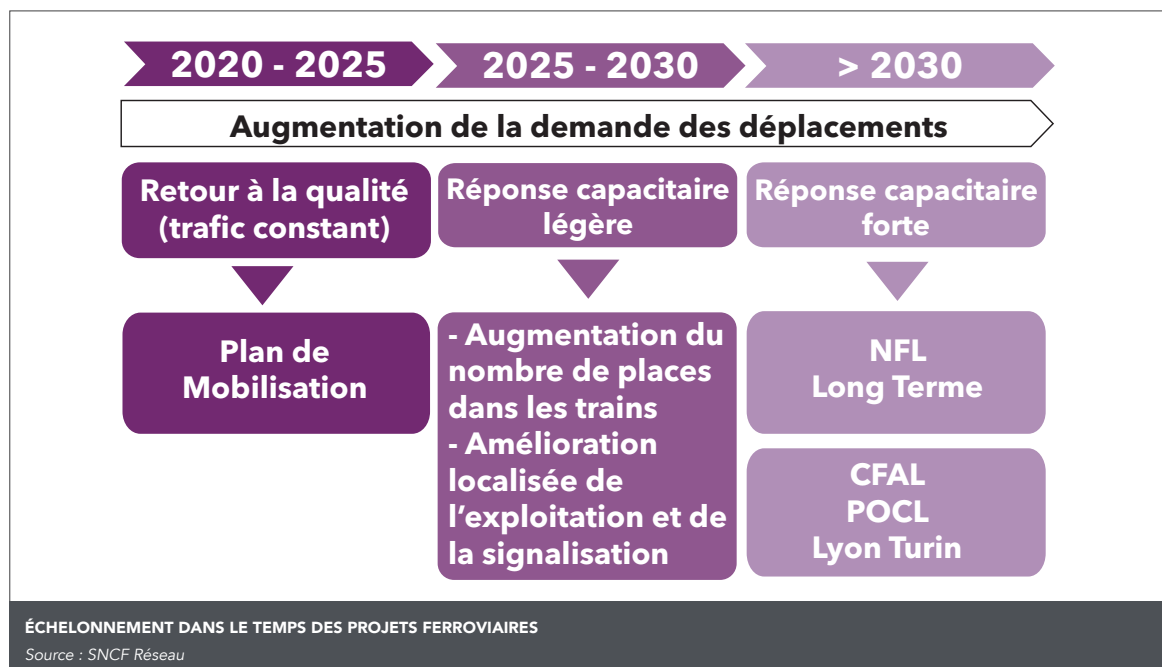 2020 - 2025
2025 - 2030
> 2030
Augmentation de la demande des déplacements
Retour à la qualité
(trafic constant)
Réponse capacitaire
légère
Réponse capacitaire
forte
Plan de
Mobilisation
- Augmentation du
nombre de places
dans les trains
- Amélioration
localisée de
l’exploitation et de
la signalisation
NFL
Long Terme
CFAL
POCL
Lyon Turin
ÉCHELONNEMENT DANS LE TEMPS DES PROJETS FERROVIAIRES
Source : SNCF Réseau